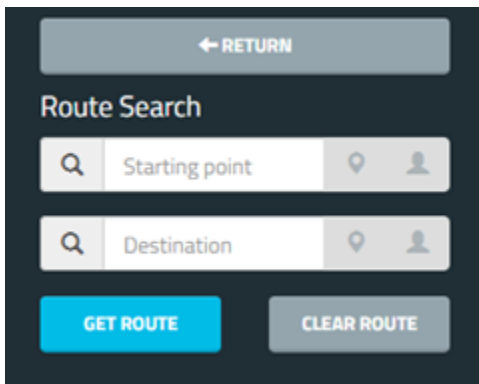 RETURN
Route Search
Starting point
Destination
GET ROUTE CLEAR ROUTE